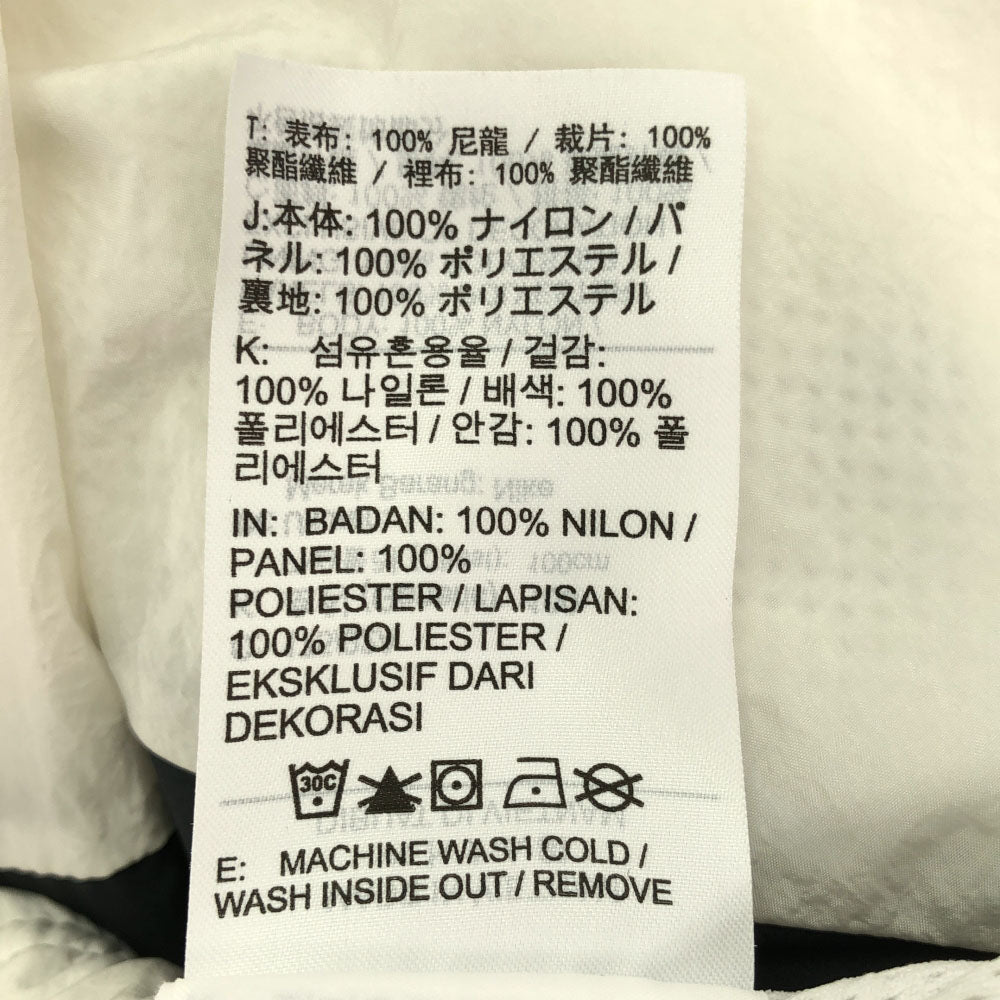 T: 表布: 100% 尼龍 / 裁片: 100%
聚酯纖維 / 裡布: 100% 聚酯纖維
J:本体: 100% ナイロン / パ
ネル: 100% ポリエステル /
裏地: 100% ポリエステル
K: 섬유혼용율 / 겉감:
100% 나일론 / 배색: 100%
폴리에스터 / 안감: 100% 폴
리에스터
IN: BADAN: 100% NILON /
PANEL: 100%
POLIESTER / LAPISAN:
100% POLIESTER /
EKSKLUSIF DARI
DEKORASI
30C
E: MACHINE WASH COLD /
WASH INSIDE OUT / REMOVE